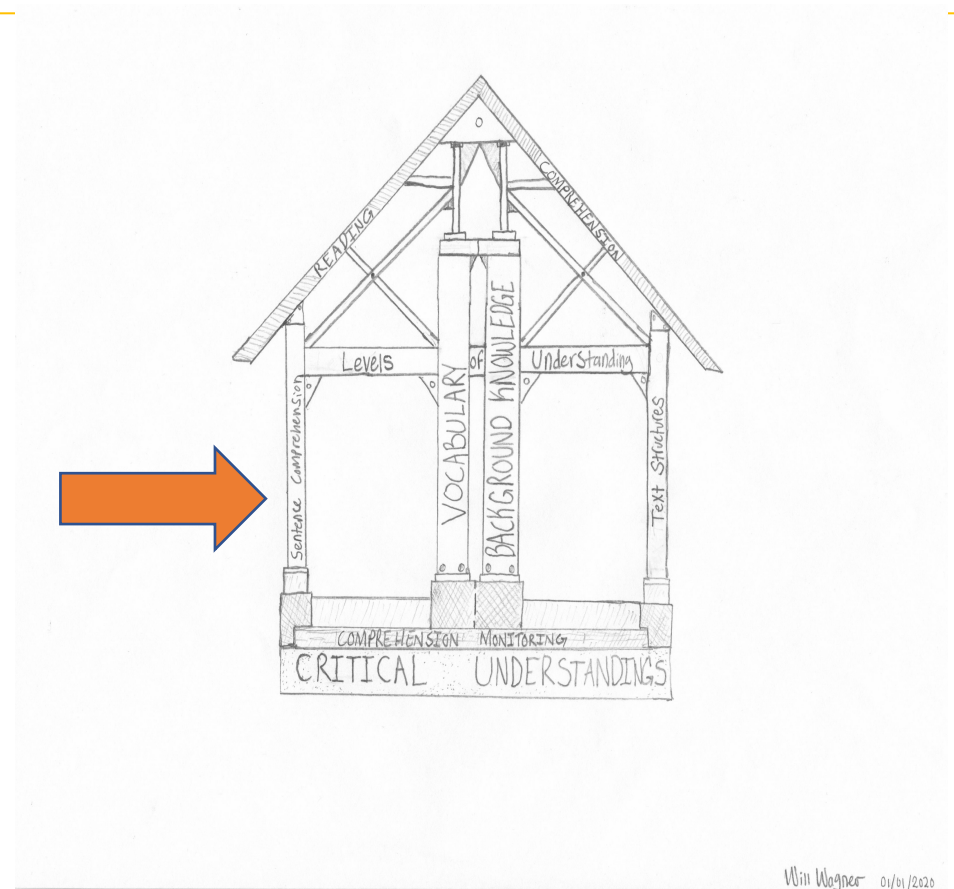 READING
COMPREHENSION
Levels of Understanding
Sentence Comprehension
VOCABULARY
BACKGROUND KNOWLEDGE
Text Structures
COMPREHENSION MONITORING
CRITICAL UNDERSTANDINGS
Will Wagner 01/01/2020